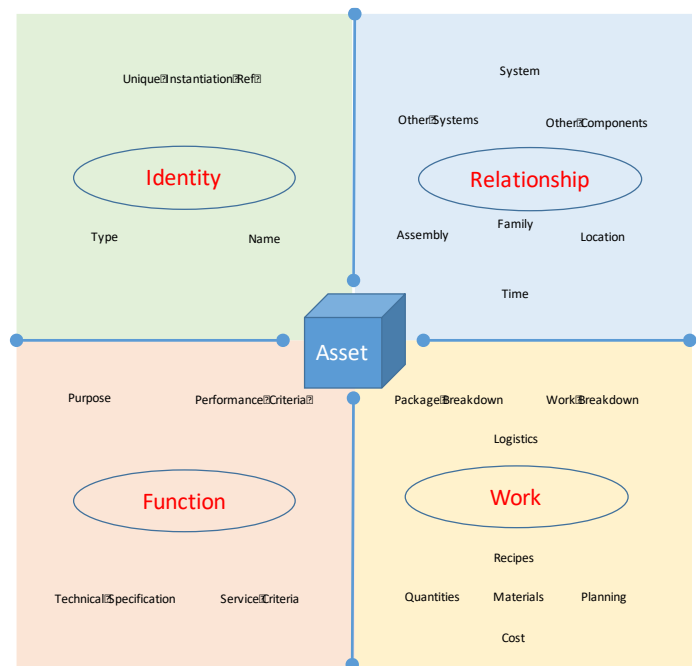 Unique Instantiation Ref
Identity
Type
Name
System
Other Systems
Other Components
Relationship
Family
Assembly
Location
Time
Asset
Purpose
Performance Criteria
Function
Technical Specification
Service Criteria
Package Breakdown
Work Breakdown
Logistics
Work
Recipes
Quantities
Materials
Planning
Cost